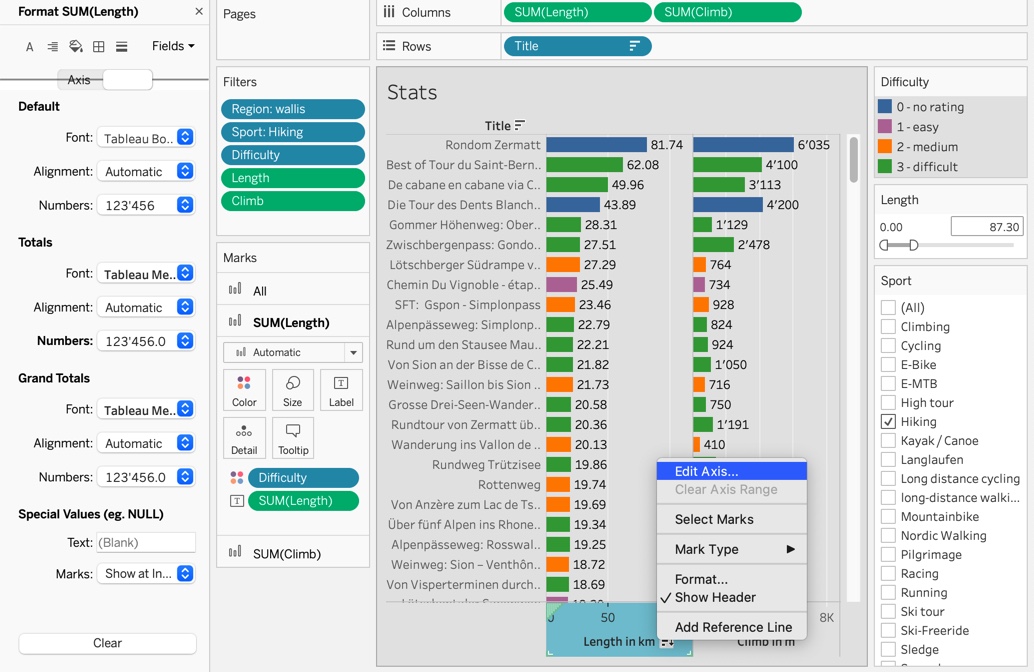 Format SUM(Length) ×
A
Fields
Axis
Default
Font: Tableau Bo..
Alignment: Automatic
Numbers: 123'456
Totals
Font: Tableau Me..
Alignment: Automatic
Numbers: 123'456.0
Grand Totals
Font: Tableau Me..
Alignment: Automatic
Numbers: 123'456.0
Special Values (eg. NULL)
Text: (Blank)
Marks: Show at In...
Clear
Pages
Filters
Region: wallis
Sport: Hiking
Difficulty
Length
Climb
Marks
All
SUM(Length)
Automatic
Color Size Label
Detail Tooltip
Difficulty
SUM(Length)
SUM(Climb)
Columns SUM(Length) SUM(Climb)
Rows Title
Stats
Title
Rondom Zermatt 81.74 6’035
Best of Tour du Saint-Bern.. 62.08 4’100
De cabane en cabane via C.. 49.96 3’113
Die Tour des Dents Blanch.. 43.89 4’200
Gommer Höhenweg: Ober.. 28.31 1’129
Zwischbergenpass: Gondo.. 27.51 2’478
Lötschberger Südrampe v.. 27.29 764
Chemin Du Vignoble - étap.. 25.49 734
SFT: Gspon - Simplonpass 23.46 928
Alpenpässeweg: Simplonp.. 22.79 824
Rund um den Stausee Mau.. 22.21 924
Von Sion an der Bisse de C.. 21.82 1’050
Weinweg: Saillon bis Sion .. 21.73 716
Grosse Drei-Seen-Wander.. 20.58 750
Rundtour von Zermatt üb.. 20.36 1’191
Wanderung ins Vallon de .. 20.13 410
Rundweg Trützisee 19.86
Rottenweg 19.74
Von Anzère zum Lac de Ts.. 19.69
Über fünf Alpen ins Rhone.. 19.34
Alpenpässeweg: Rosswal.. 19.25
Weinweg: Sion – Venthôn.. 18.72
Von Visperterminen durch.. 18.69
0 50 8K
Length in km Climb in m
Edit Axis...
Clear Axis Range
Select Marks
Mark Type
Format...
Show Header
Add Reference Line
Difficulty
0 - no rating
1 - easy
2 - medium
3 - difficult
Length
0.00 87.30
Sport
(All)
Climbing
Cycling
E-Bike
E-MTB
High tour
Hiking
Kayak / Canoe
Langlaufen
Long distance cycling
long-distance walki...
Mountainbike
Nordic Walking
Pilgrimage
Racing
Running
Ski tour
Ski-Freeride
Sledge